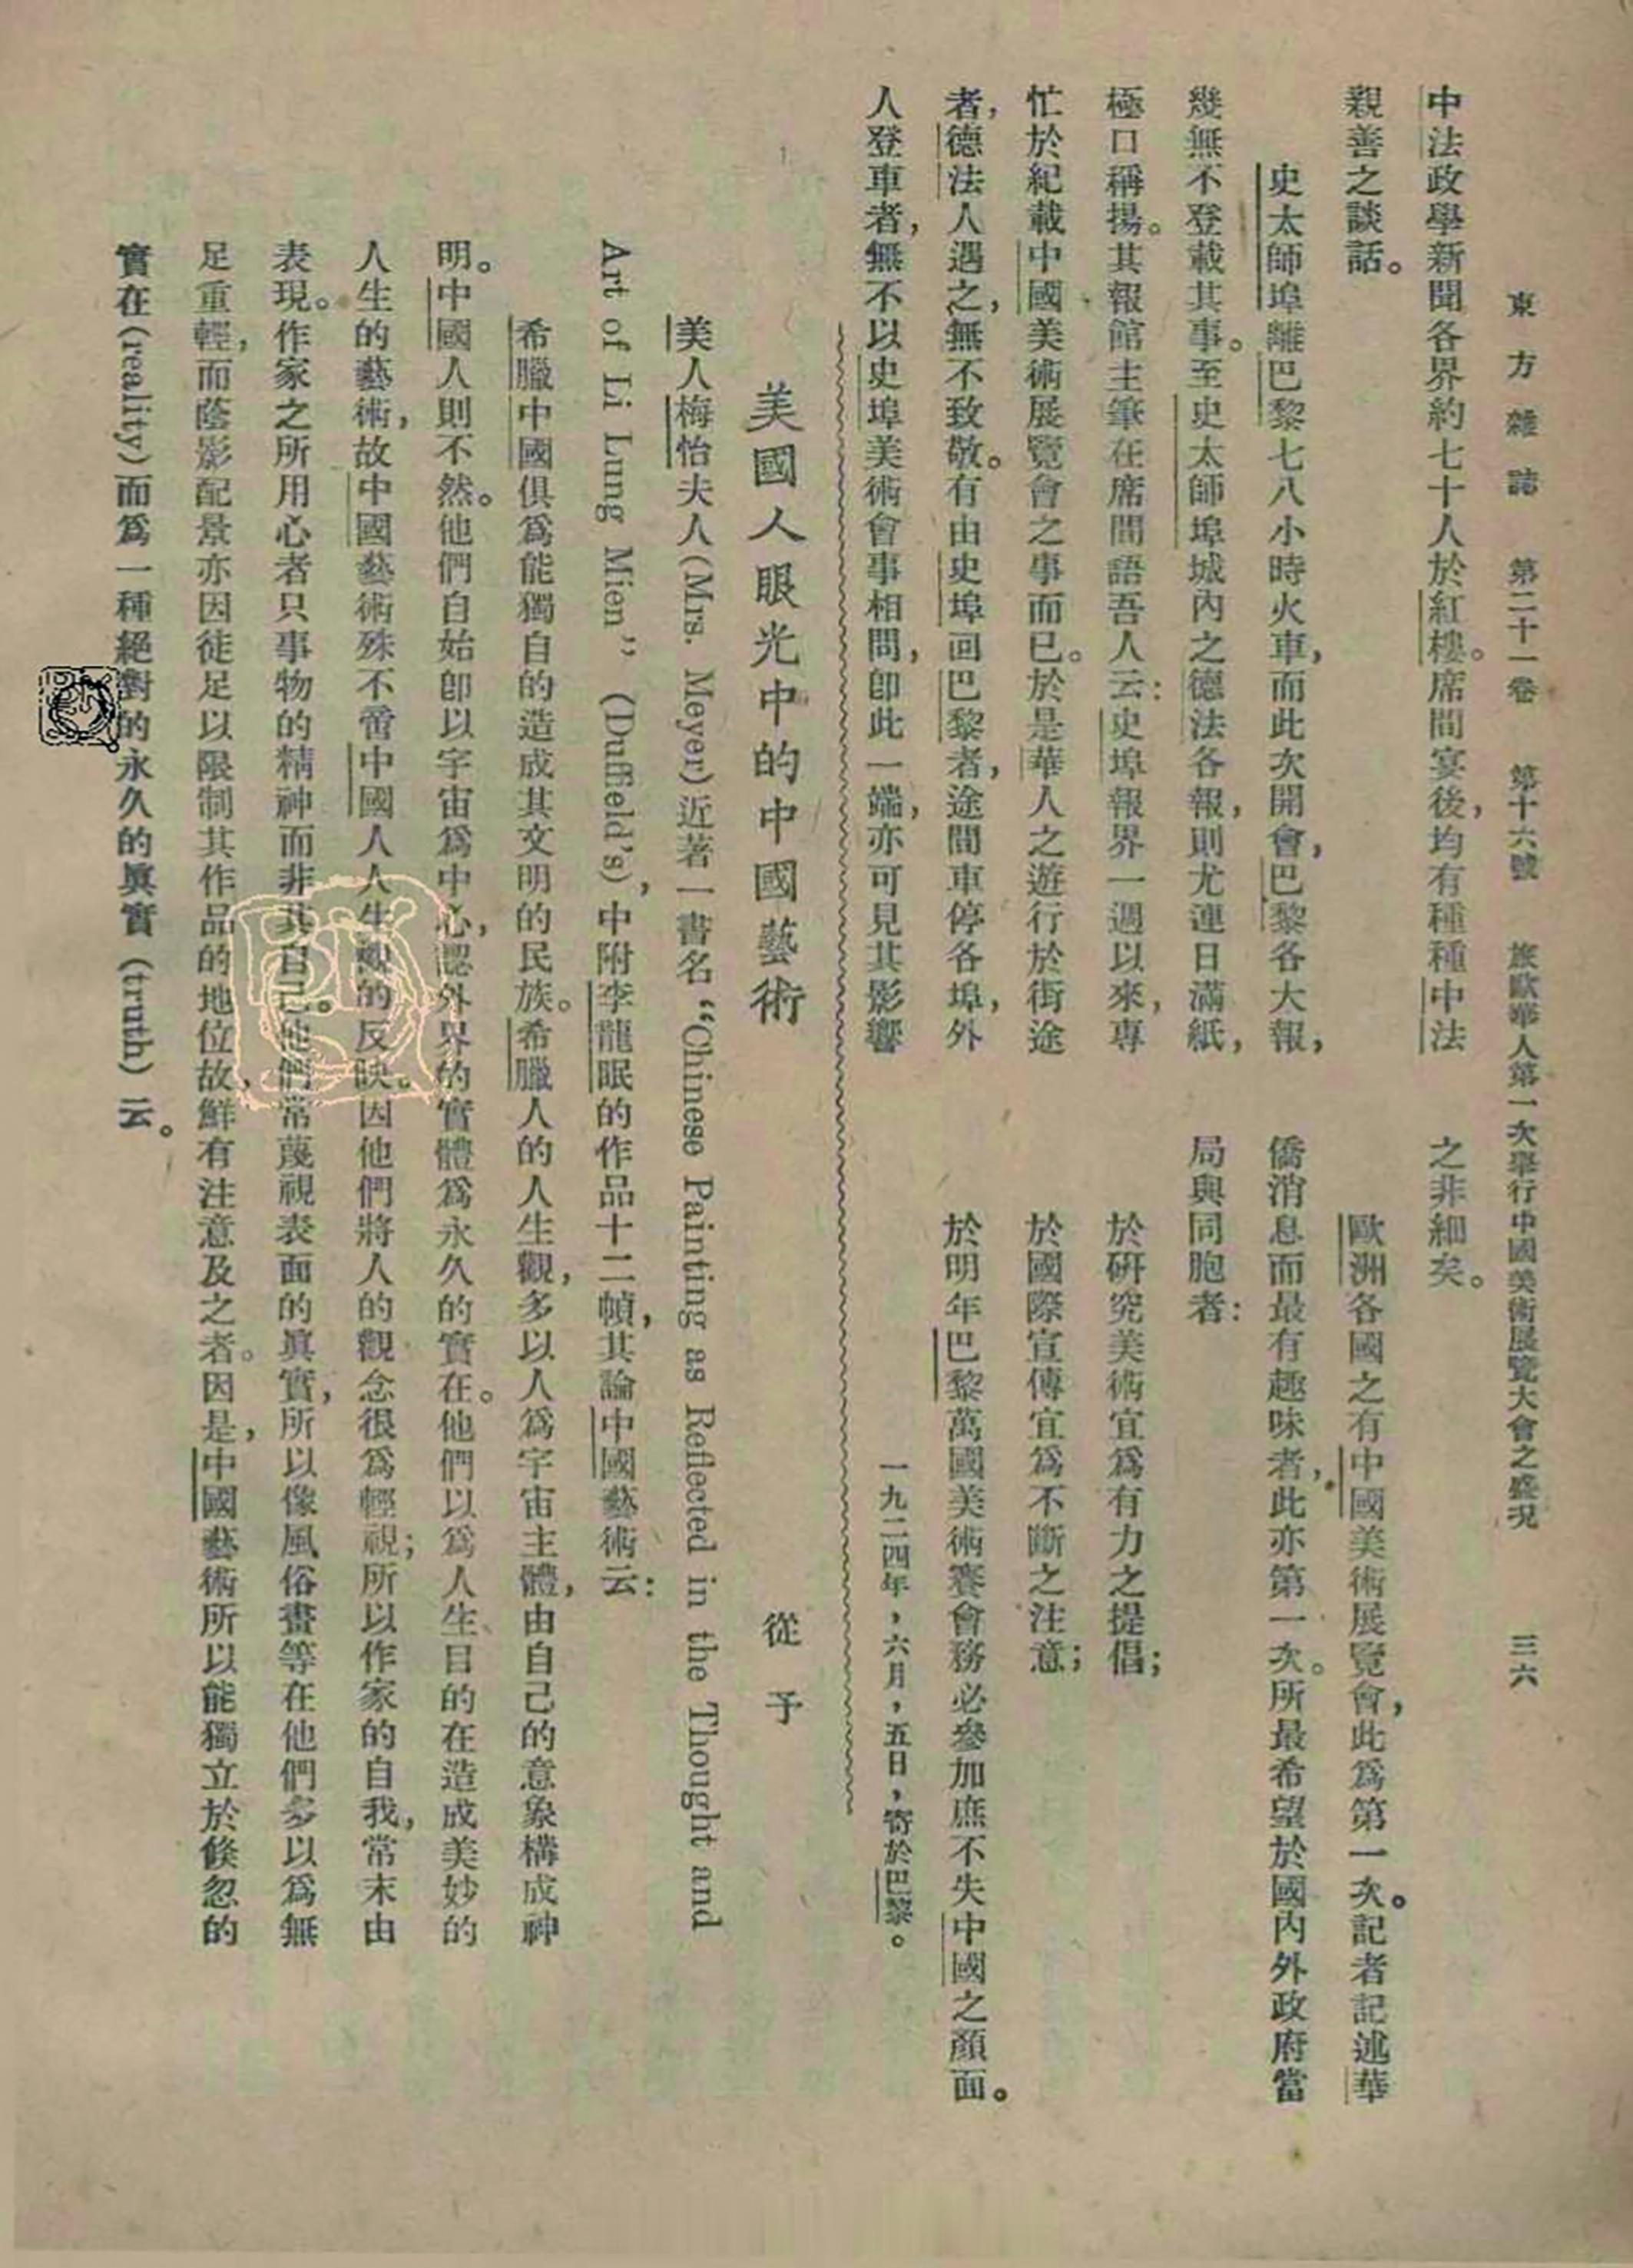 東方雜誌 第二十一卷 第十六號 旅歐華人第一次舉行中國美術展覽大會之盛況 三六
中法政學新聞各界約七十人於紅樓。席間宴後，均有種種中法
親善之談話。
史太師埠離巴黎七八小時火車，而此次開會，巴黎各大報，
幾無不登載其事。至史太師埠城內之德法各報，則尤連日滿紙，
極口稱揚。其報館主筆在席間語吾人云：史埠報界一週以來，專
忙於紀載中國美術展覽會之事而已。於是華人之遊行於街途
者，德法人遇之，無不致敬。有由史埠回巴黎者，途間車停各埠，外
人登車者，無不以史埠美術會事相問，卽此一端，亦可見其影響
之非細矣。
歐洲各國之有中國美術展覽會，此爲第一次。記者記述華
僑消息而最有趣味者，此亦第一次。所最希望於國內外政府當
局與同胞者：
於研究美術宜爲有力之提倡；
於國際宣傳宜爲不斷之注意；
於明年巴黎萬國美術賽會務必參加庶不失中國之顏面。
一九二四年，六月，五日，寄於巴黎。
美國人眼光中的中國藝術 從予
美人梅怡夫人(Mrs. Meyer)近著一書名“Chinese Painting as Reflected in the Thought and
Art of Li Lung Mien” (Duffield's)，中附李龍眠的作品十二幀，其論中國藝術云：
希臘中國俱爲能獨自的造成其文明的民族。希臘人的人生觀，多以人爲宇宙主體，由自己的意象構成神
明。中國人則不然。他們自始卽以宇宙爲中心，認外界的實體爲永久的實在。他們以爲人生目的在造成美妙的
人生的藝術，故中國藝術殊不啻中國人人生觀的反映。因他們將人的觀念很爲輕視；所以作家的自我，常末由
表現。作家之所用心者只事物的精神而非其自己。他們常蔑視表面的眞實，所以像風俗畫等在他們多以爲無
足重輕，而蔭影配景亦因徒足以限制其作品的地位故，鮮有注意及之者。因是，中國藝術所以能獨立於倏忽的
實在(reality)而爲一種絕對的永久的眞實(truth)云。